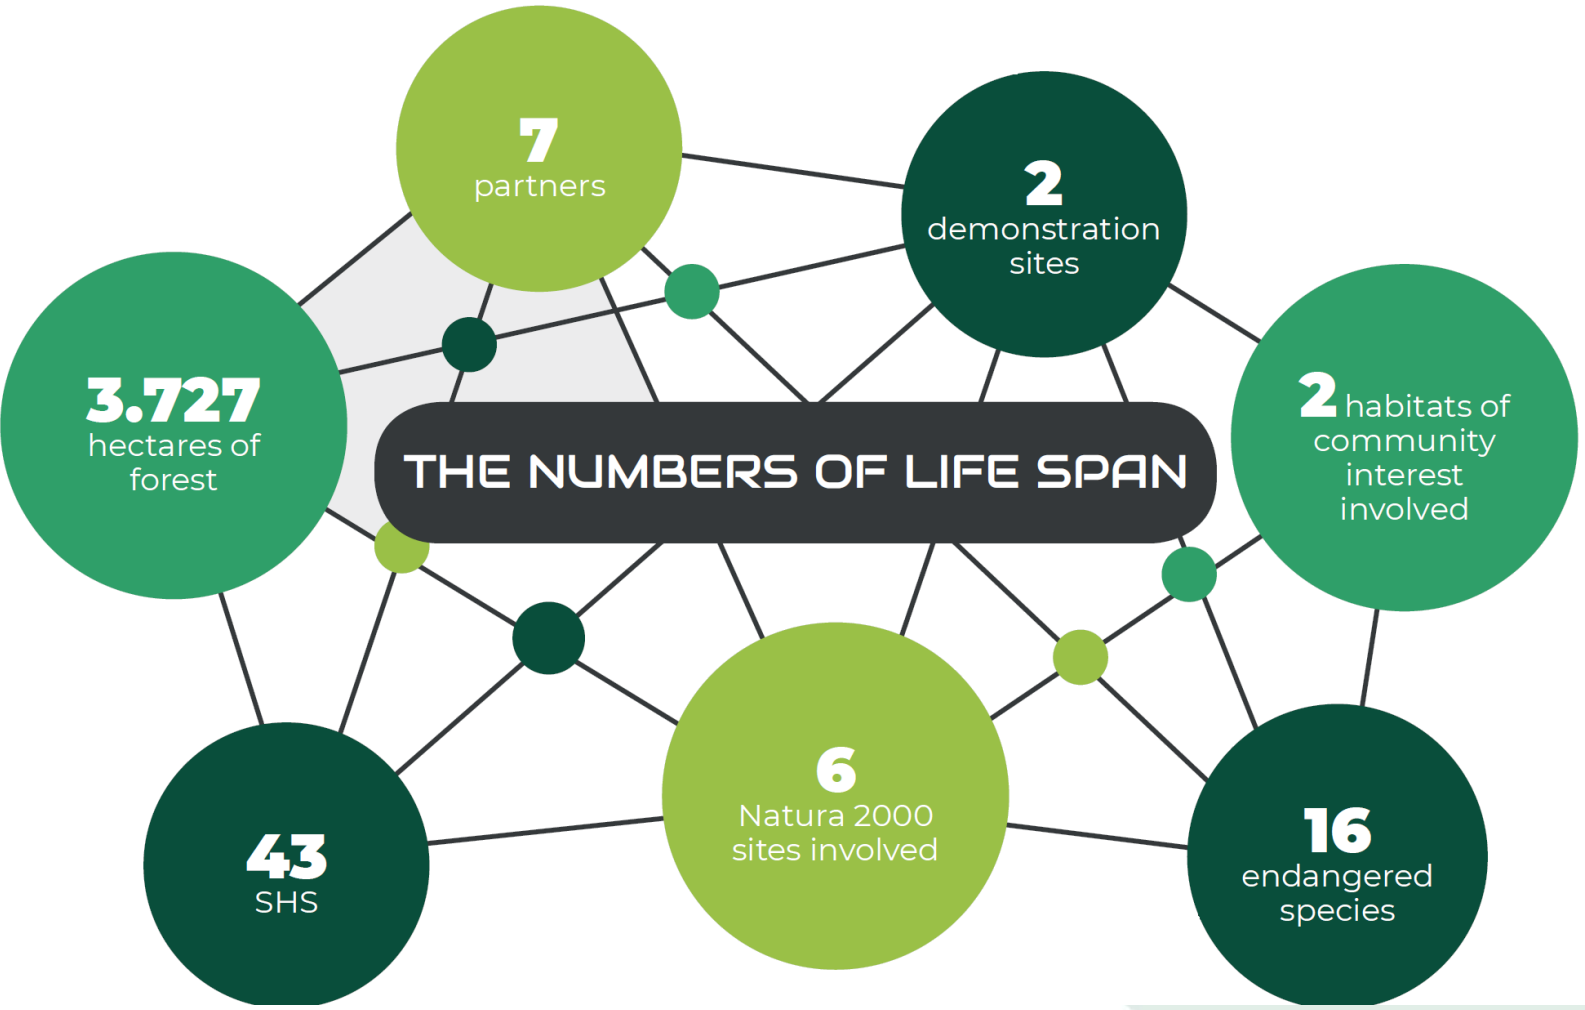 7
partners
2
demonstration
sites
3.727
hectares of
forest
2 habitats of
community
interest
involved
THE NUMBERS OF LIFE SPAN
6
Natura 2000
sites involved
43
SHS
16
endangered
species